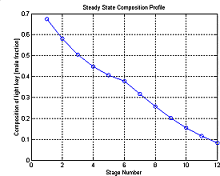 Steady State Composition Profile
Composition of light key [mole fraction]
0.7
0.6
0.5
0.4
0.3
0.2
0.1
0
0 2 4 6 8 10 12
Stage Number